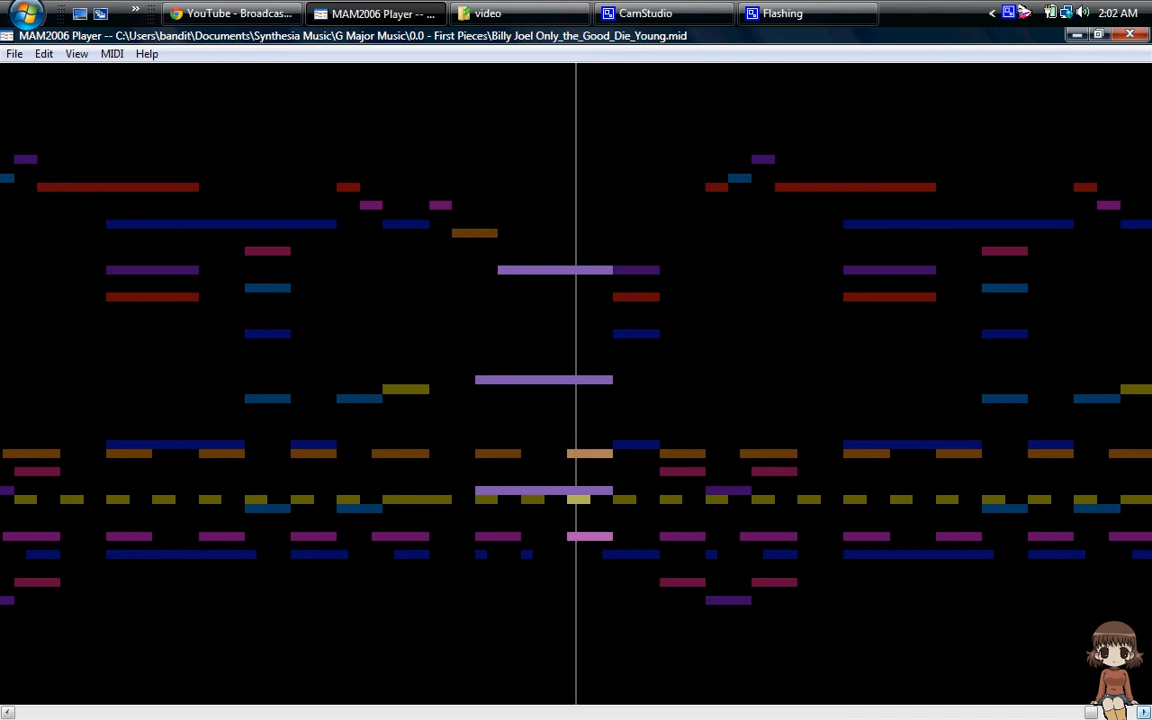 YouTube - Broadcas...
MAM2006 Player -- ...
video
CamStudio
Flashing
2:02 AM
MAM2006 Player -- C:\Users\bandit\Documents\Synthesia Music\G Major Music\0.0 - First Pieces\Billy Joel Only_the_Good_Die_Young.mid
File Edit View MIDI Help